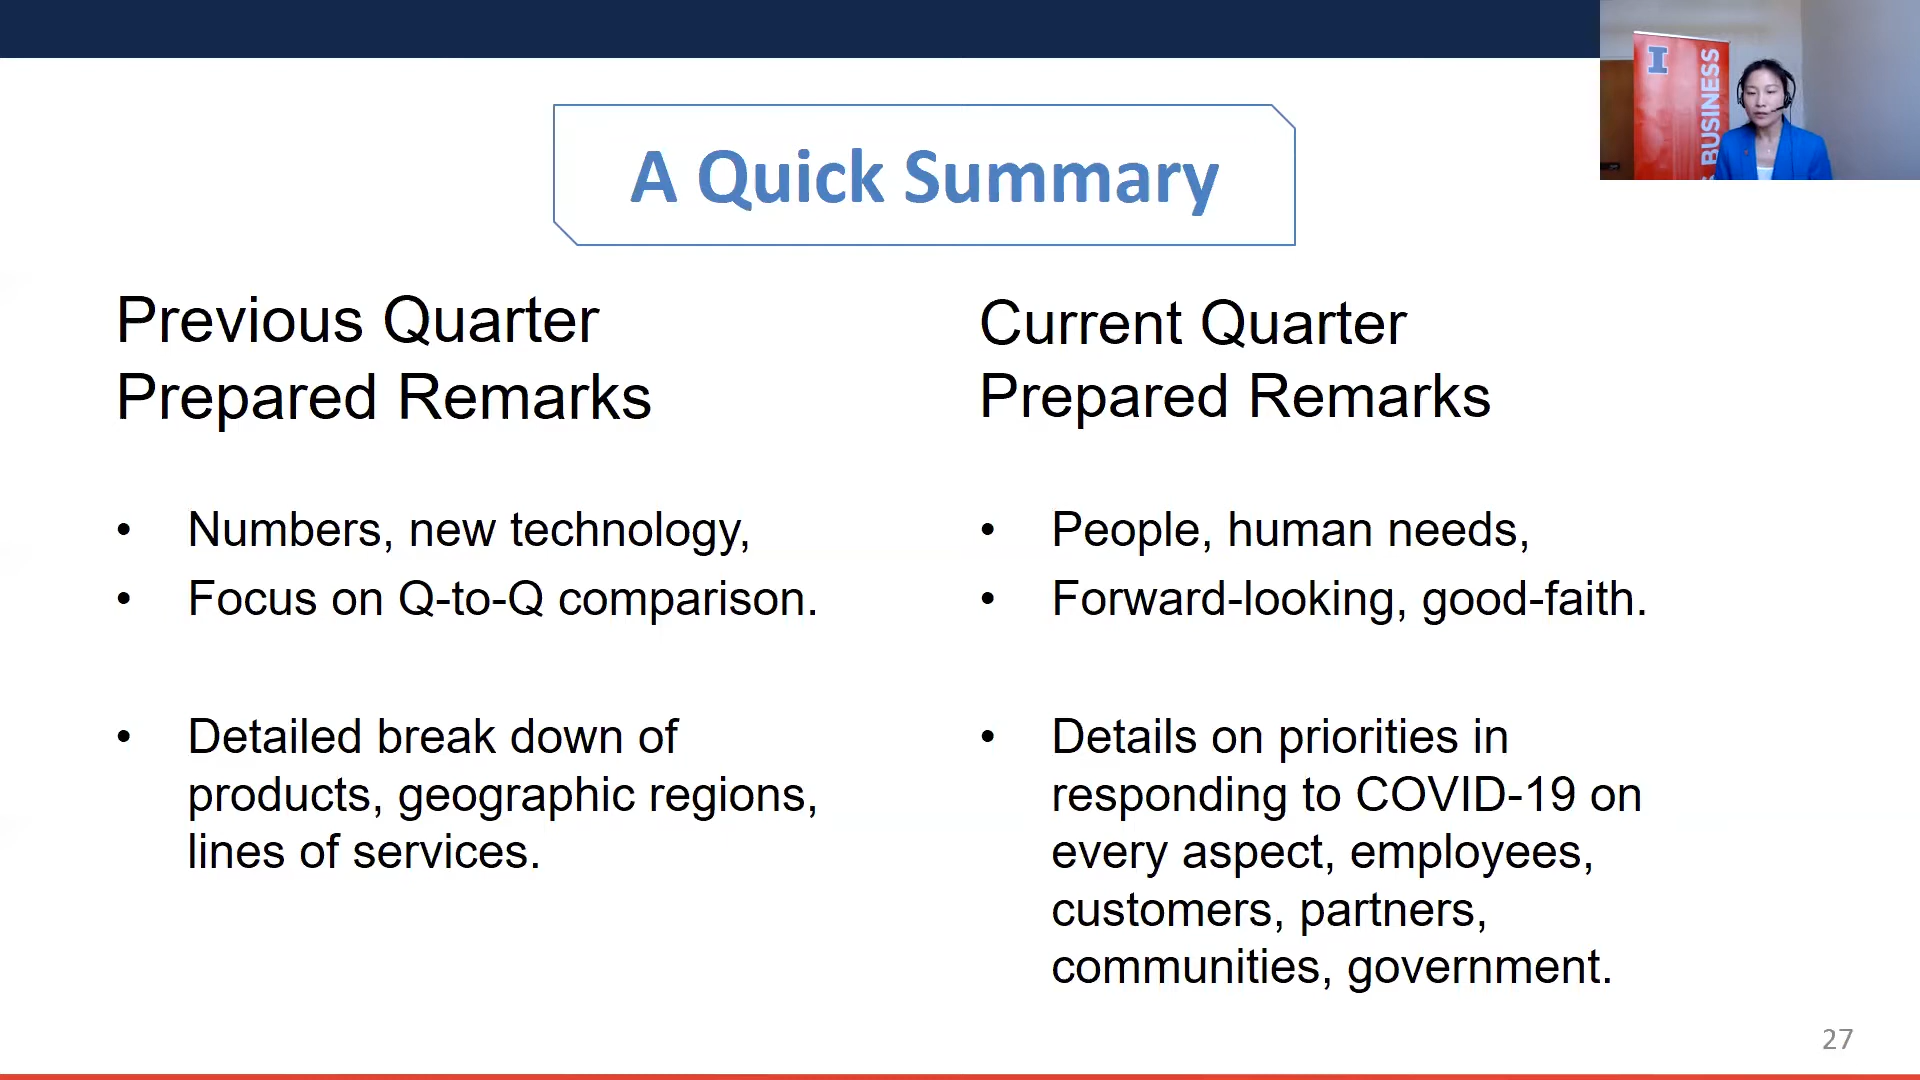 A Quick Summary
Previous Quarter
Prepared Remarks
• Numbers, new technology,
• Focus on Q-to-Q comparison.
• Detailed break down of
products, geographic regions,
lines of services.
Current Quarter
Prepared Remarks
• People, human needs,
• Forward-looking, good-faith.
• Details on priorities in
responding to COVID-19 on
every aspect, employees,
customers, partners,
communities, government.
27
I
BUSINESS